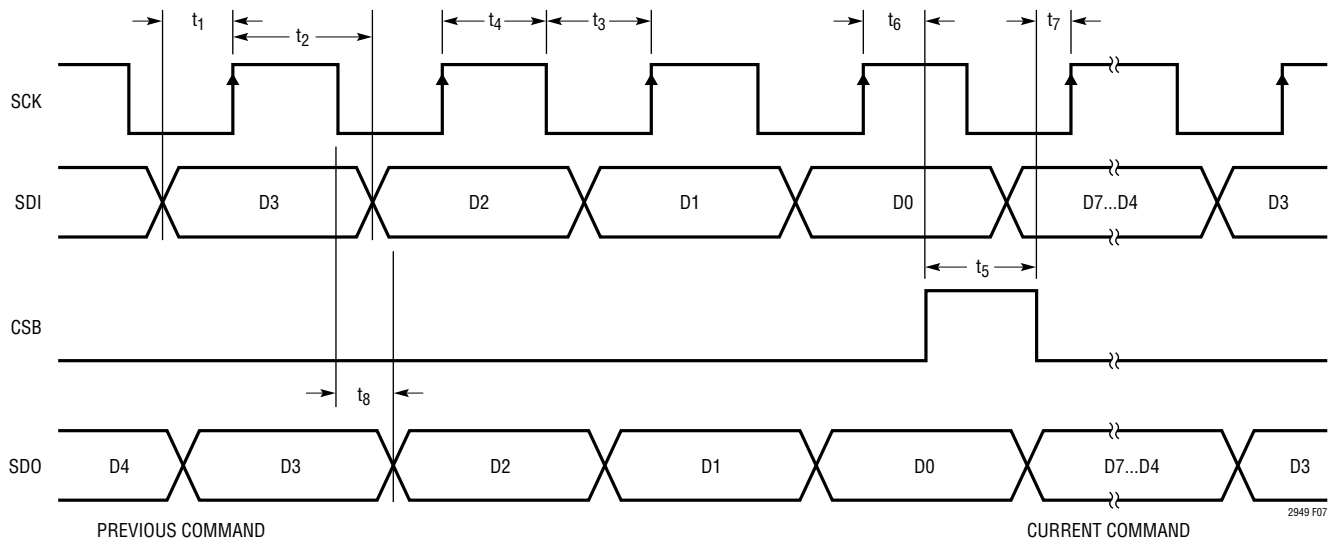 t1 t2 t4 t3 t6 t7
SCK
SDI D3 D2 D1 D0 D7...D4 D3
t5
CSB
t8
SDO D4 D3 D2 D1 D0 D7...D4 D3
2949 F07
PREVIOUS COMMAND CURRENT COMMAND